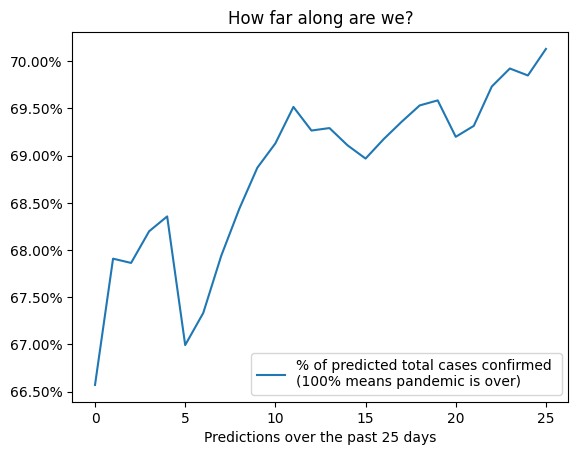 How far along are we?
70.00%
69.50%
69.00%
68.50%
68.00%
67.50%
67.00%
66.50%
% of predicted total cases confirmed
(100% means pandemic is over)
0 5 10 15 20 25
Predictions over the past 25 days